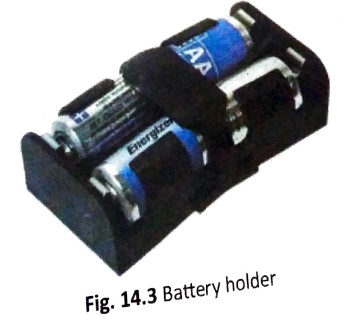 AA
Energizer
Fig. 14.3 Battery holder